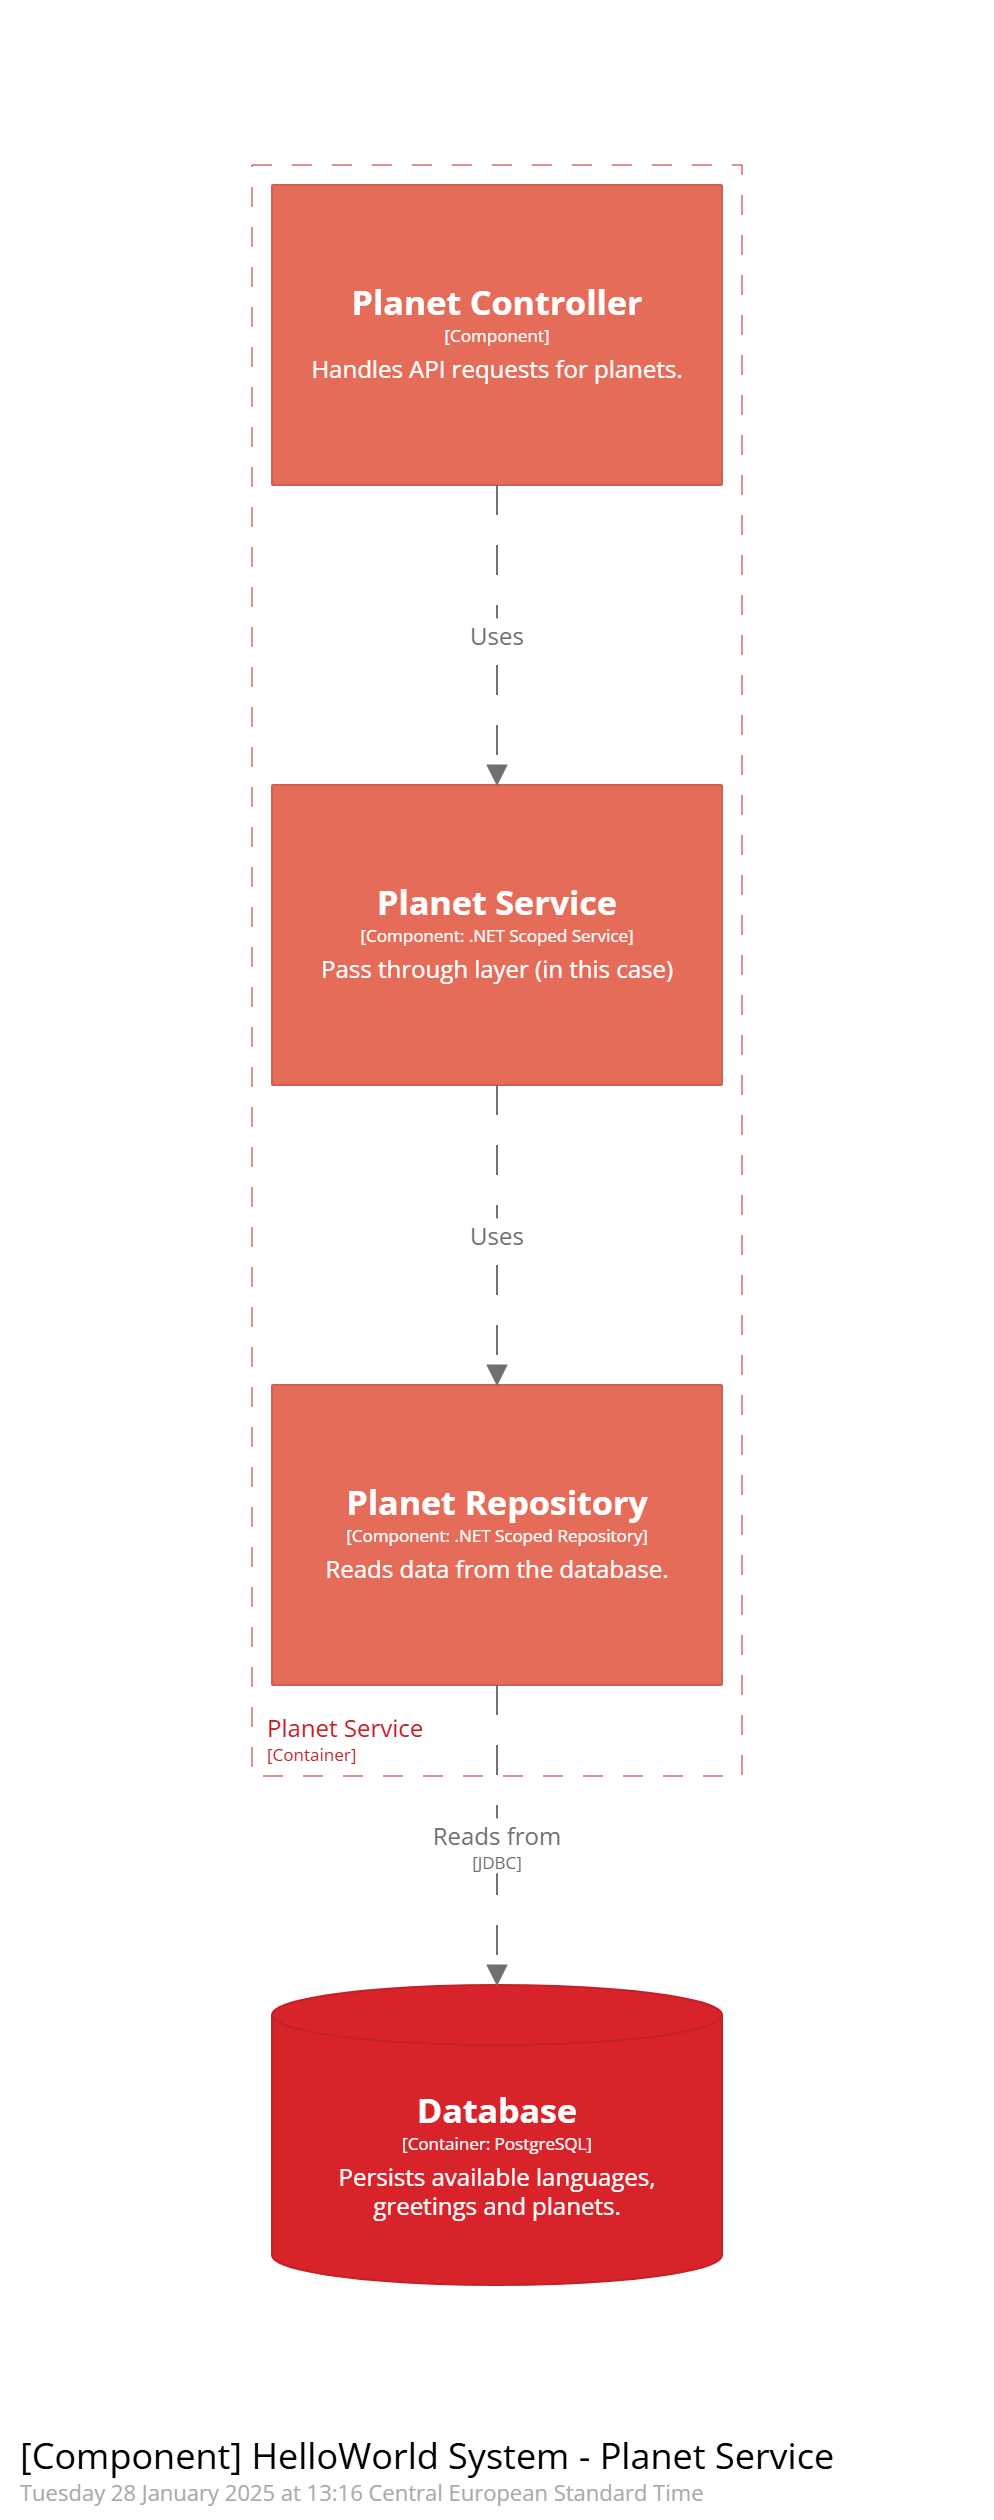 Planet Controller
[Component]
Handles API requests for planets.
Uses
Planet Service
[Component: .NET Scoped Service]
Pass through layer (in this case)
Uses
Planet Repository
[Component: .NET Scoped Repository]
Reads data from the database.
Planet Service
[Container]
Reads from
[JDBC]
Database
[Container: PostgreSQL]
Persists available languages,
greetings and planets.
[Component] HelloWorld System - Planet Service
Tuesday 28 January 2025 at 13:16 Central European Standard Time